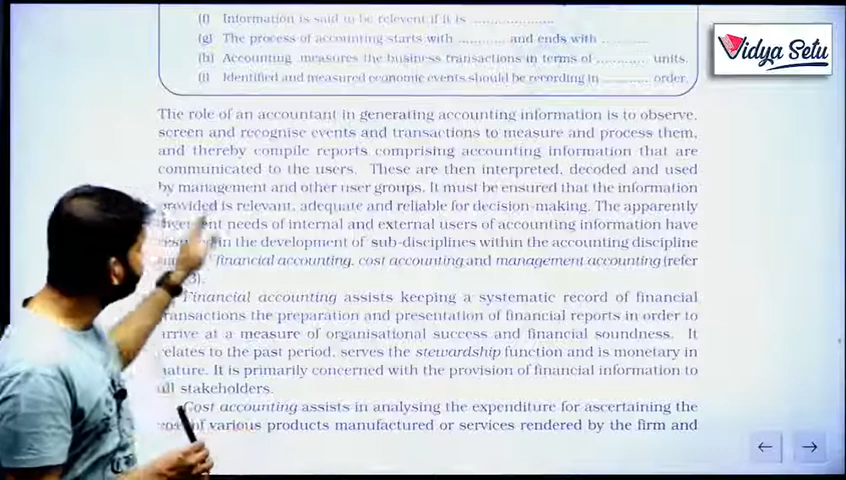 (f) Information is said to be relevent if it is ....................
(g) The process of accounting starts with ............ and ends with ............
(h) Accounting measures the business transactions in terms of ............. units.
(i) Identified and measured economic events should be recording in ............ order.
Vidya Setu
The role of an accountant in generating accounting information is to observe,
screen and recognise events and transactions to measure and process them,
and thereby compile reports comprising accounting information that are
communicated to the users. These are then interpreted, decoded and used
by management and other user groups. It must be ensured that the information
provided is relevant, adequate and reliable for decision-making. The apparently
needs of internal and external users of accounting information have
in the development of sub-disciplines within the accounting discipline
financial accounting, cost accounting and management accounting (refer
3).
Financial accounting assists keeping a systematic record of financial
transactions the preparation and presentation of financial reports in order to
arrive at a measure of organisational success and financial soundness. It
relates to the past period, serves the stewardship function and is monetary in
nature. It is primarily concerned with the provision of financial information to
all stakeholders.
Cost accounting assists in analysing the expenditure for ascertaining the
cost of various products manufactured or services rendered by the firm and